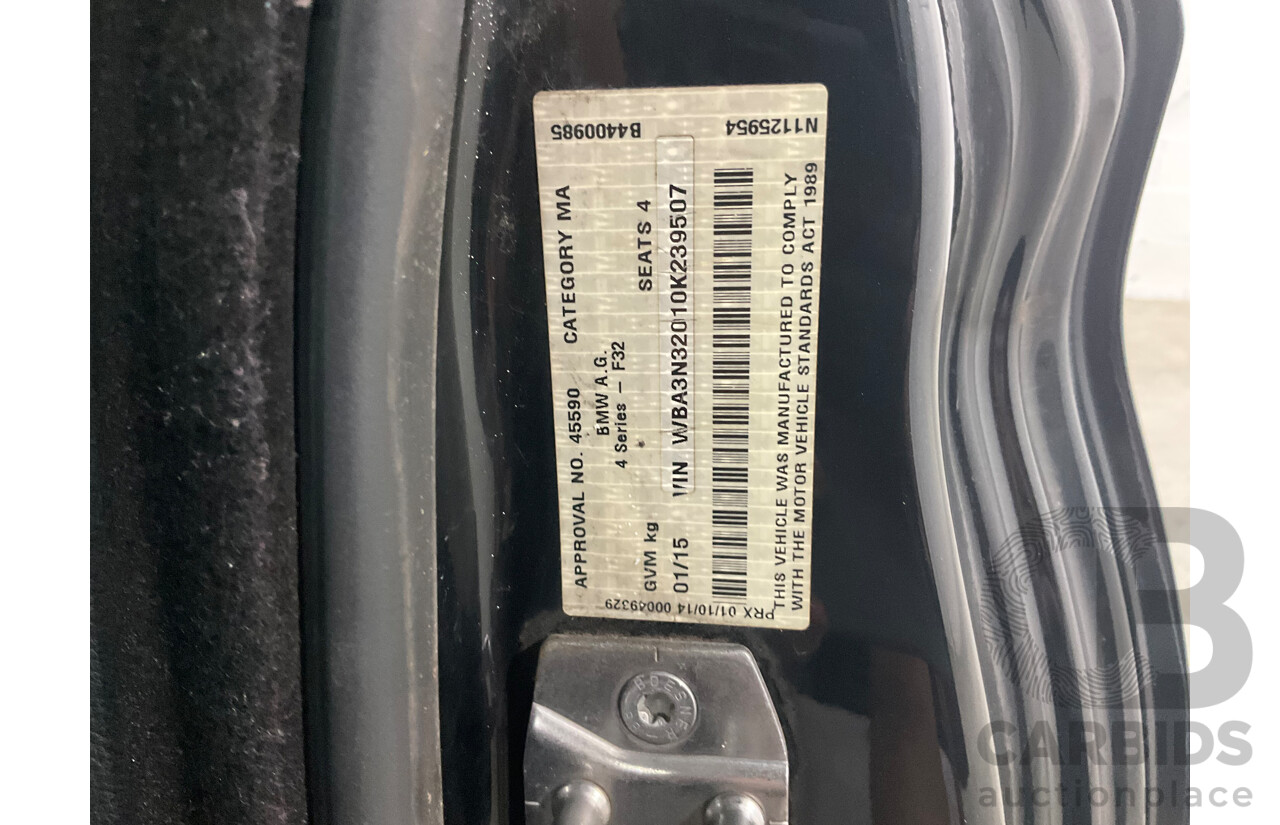 B4400985
N1125954
APPROVAL NO. 45590 CATEGORY MA
BMW A.G.
4 Series — F32
GVM kg SEATS 4
01/15 VIN WBA3N32010K239507
THIS VEHICLE WAS MANUFACTURED TO COMPLY
WITH THE MOTOR VEHICLE STANDARDS ACT 1989
PRX 01/10/14 00049329
BOESNER
CB
CARBIDS
auctionplace